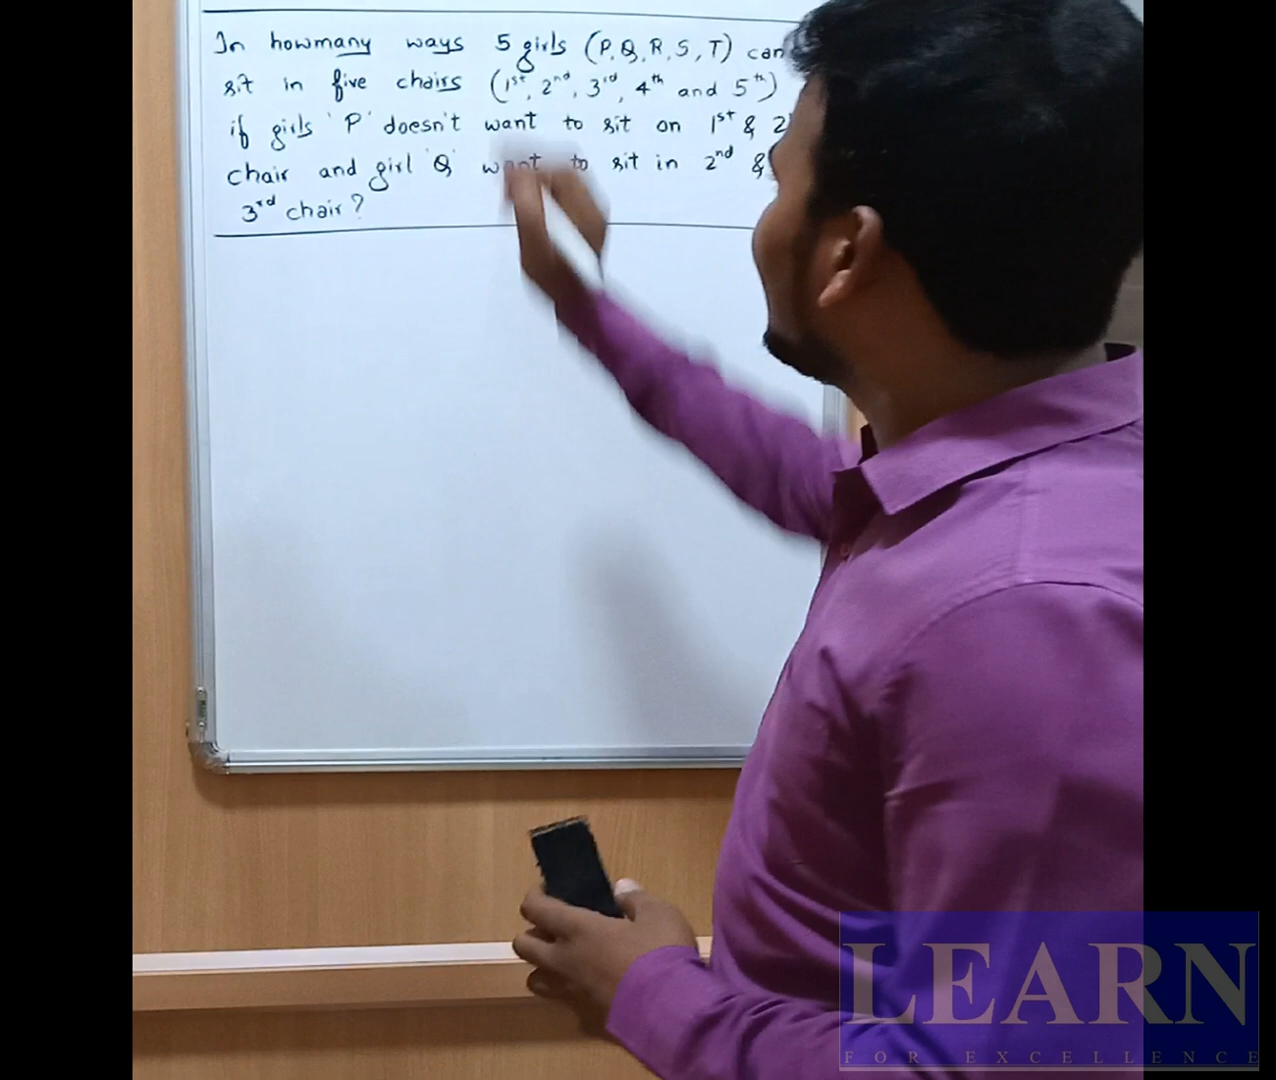 In howmany ways 5 girls (P, Q, R, S, T) can
sit in five chairs (1st, 2nd, 3rd, 4th and 5th)
if girls 'P' doesn't want to sit on 1st &
chair and girl 'Q' want to sit in 2nd &
3rd chair?
LEARN
FOR EXCELLENCE